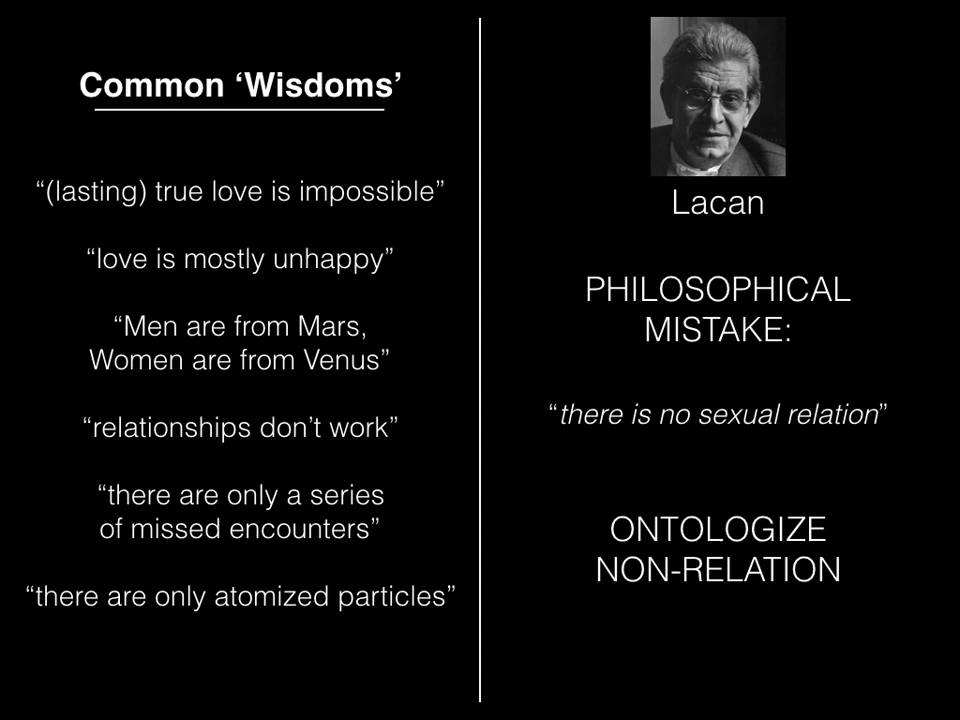 Common ‘Wisdoms’
“(lasting) true love is impossible”
“love is mostly unhappy”
“Men are from Mars,
Women are from Venus”
“relationships don’t work”
“there are only a series
of missed encounters”
“there are only atomized particles”
Lacan
PHILOSOPHICAL
MISTAKE:
“there is no sexual relation”
ONTOLOGIZE
NON-RELATION